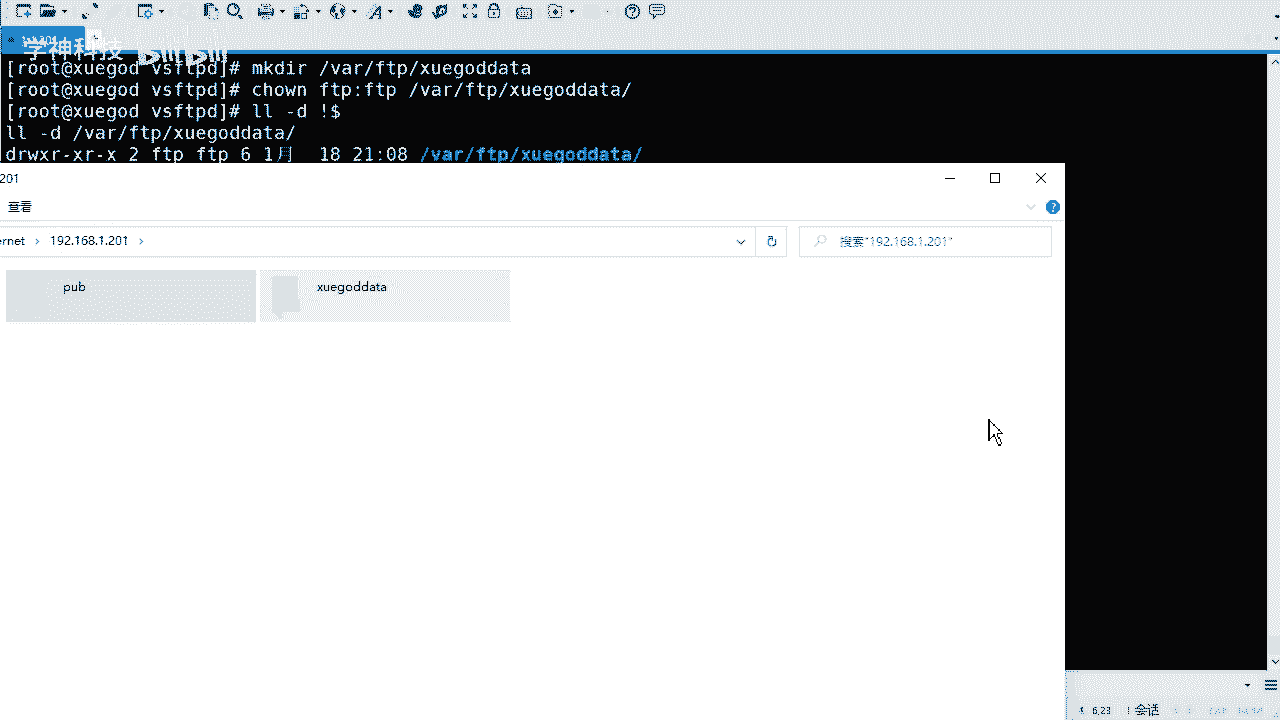 学神科技 bilibili
[root@xuegod vsftpd]# mkdir /var/ftp/xuegoddata
[root@xuegod vsftpd]# chown ftp:ftp /var/ftp/xuegoddata/
[root@xuegod vsftpd]# ll -d !$
ll -d /var/ftp/xuegoddata/
drwxr-xr-x 2 ftp ftp 6 1月 18 21:08 /var/ftp/xuegoddata/
201
查看
ernet › 192.168.1.201 ›
搜索"192.168.1.201"
pub
xuegoddata
6,23
1 会话